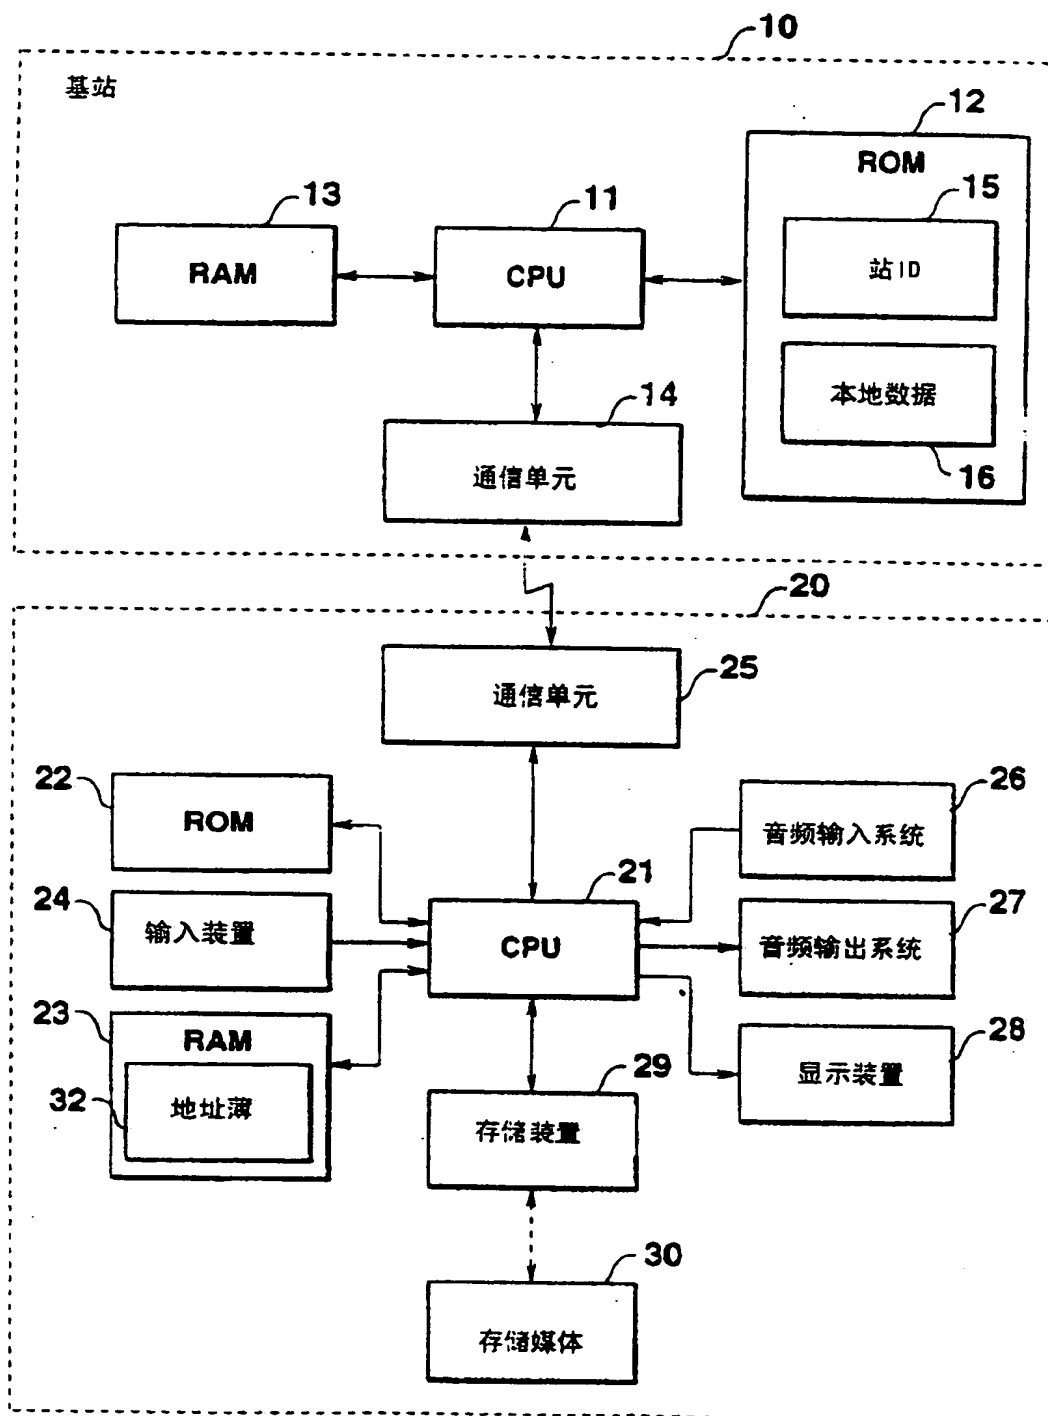 10
基站
12
ROM
13
11
15
RAM
CPU
站ID
本地数据
14
16
通信单元
20
25
通信单元
22
ROM
26
音频输入系统
24
输入装置
21
CPU
27
音频输出系统
23
RAM
28
显示装置
32
地址薄
29
存储装置
30
存储媒体